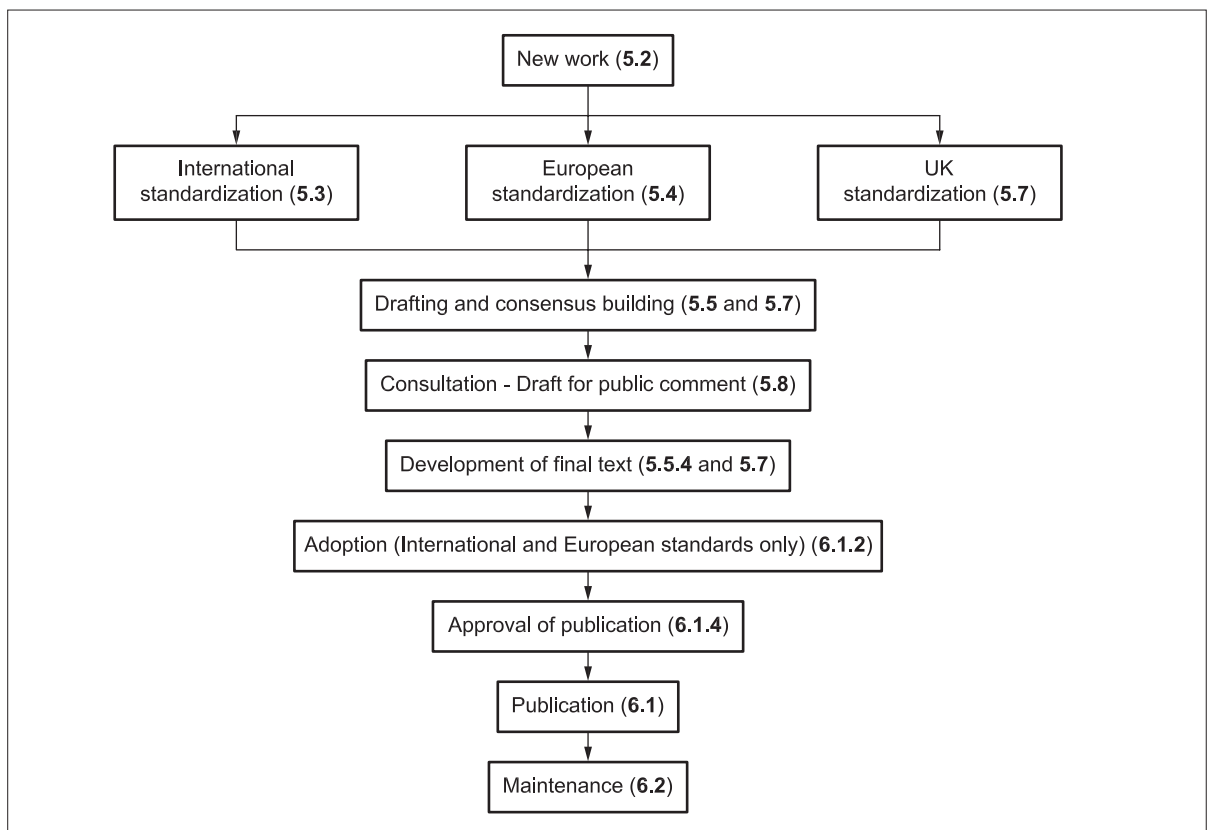 New work (5.2)
International
standardization (5.3)
European
standardization (5.4)
UK
standardization (5.7)
Drafting and consensus building (5.5 and 5.7)
Consultation - Draft for public comment (5.8)
Development of final text (5.5.4 and 5.7)
Adoption (International and European standards only) (6.1.2)
Approval of publication (6.1.4)
Publication (6.1)
Maintenance (6.2)